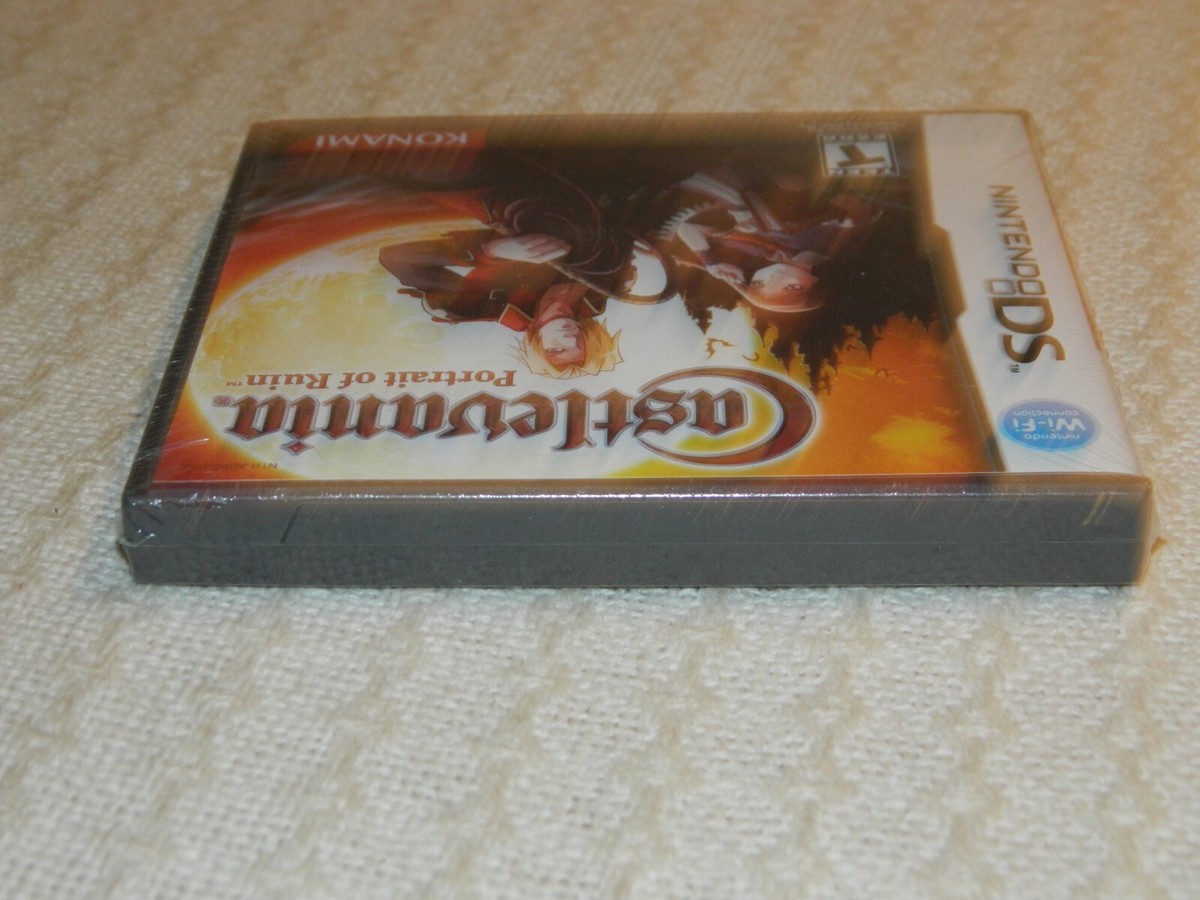 Castlevania®
Portrait of Ruin™
NINTENDO DS™
nintendo
Wi-Fi
connection
KONAMI
T